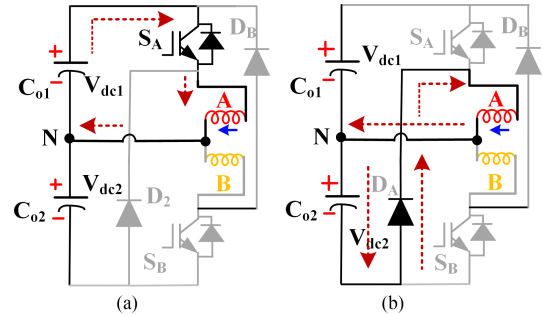 +
S_A
D_B
C_o1
V_dc1
−
A
N
+
V_dc2
B
C_o2
−
D_2
S_B
(a)
+
S_A
D_B
C_o1
V_dc1
−
A
N
+
D_A
B
C_o2
−
V_dc2
S_B
(b)